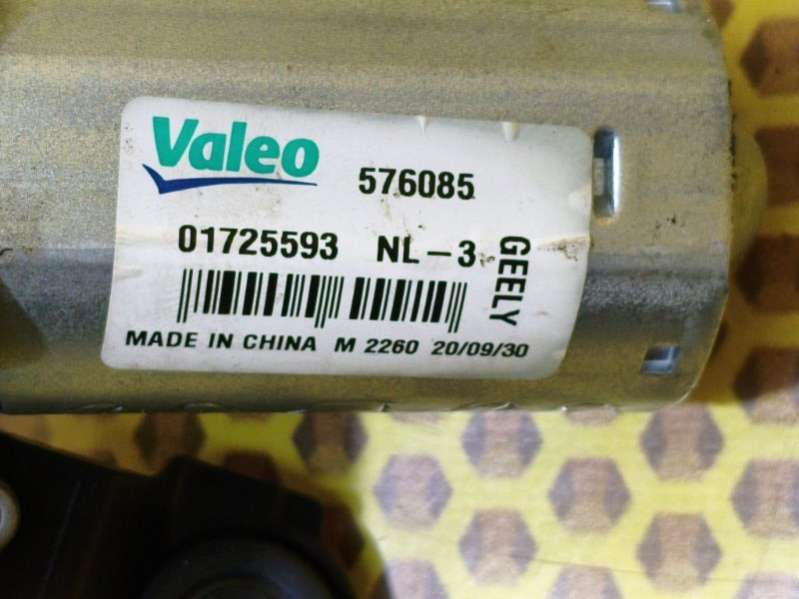 Valeo
576085
01725593 NL-3
GEELY
MADE IN CHINA M 2260 20/09/30